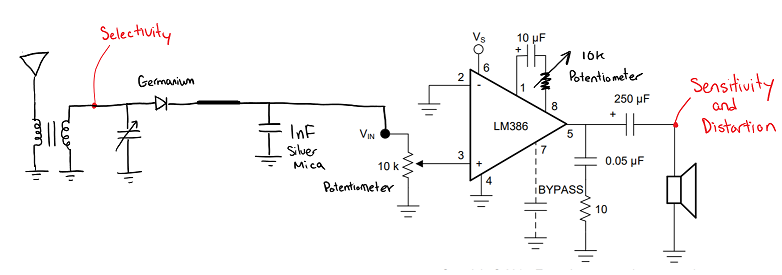 Selectivity
Germanium
1nF
Silver
Mica
VIN
10 k
Potentiometer
VS
10 µF
+
10k
Potentiometer
6
2
-
1
8
LM386
5
3
+
7
4
BYPASS
250 µF
+
0.05 µF
10
Sensitivity
and
Distortion